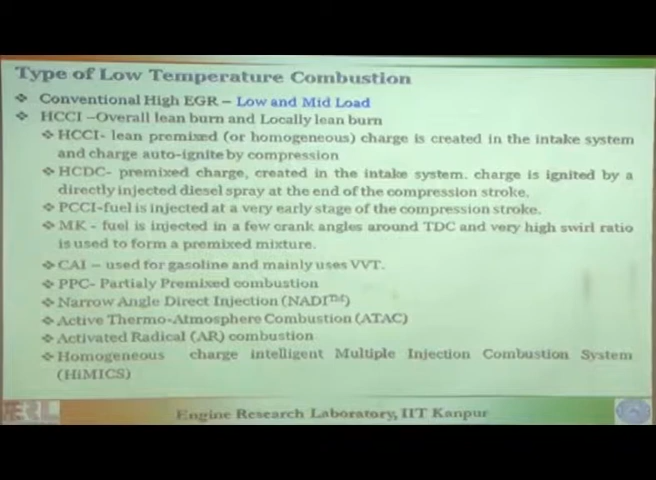 Type of Low Temperature Combustion
❖ Conventional High EGR – Low and Mid Load
❖ HCCI –Overall lean burn and Locally lean burn
❖ HCCI- lean premixed (or homogeneous) charge is created in the intake system
and charge auto-ignite by compression
❖ HCDC- premixed charge, created in the intake system. charge is ignited by a
directly injected diesel spray at the end of the compression stroke.
❖ PCCI-fuel is injected at a very early stage of the compression stroke.
❖ MK - fuel is injected in a few crank angles around TDC and very high swirl ratio
is used to form a premixed mixture.
❖ CAI – used for gasoline and mainly uses VVT.
❖ PPC- Partialy Premixed combustion
❖ Narrow Angle Direct Injection (NADI™)
❖ Active Thermo-Atmosphere Combustion (ATAC)
❖ Activated Radical (AR) combustion
❖ Homogeneous charge intelligent Multiple Injection Combustion System
(HiMICS)
ERL
Engine Research Laboratory, IIT Kanpur